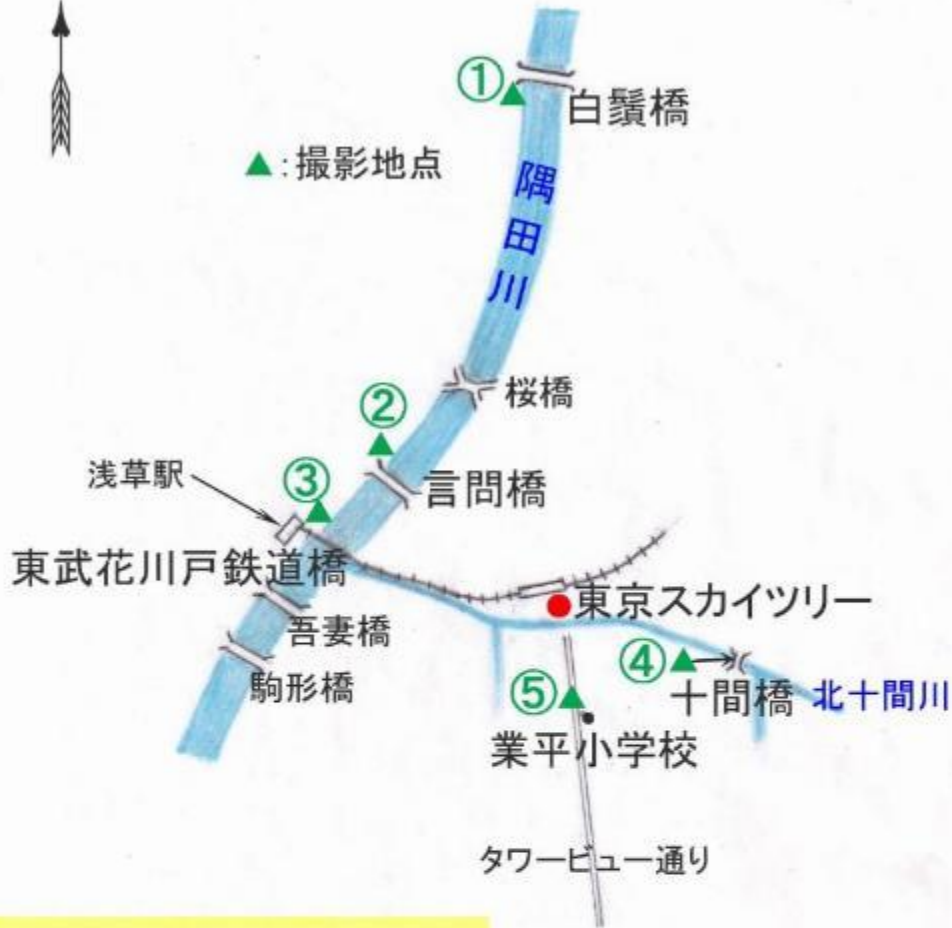 ①
白鬚橋
▲:撮影地点
隅田川
桜橋
②
言問橋
浅草駅
③
東武花川戸鉄道橋
東京スカイツリー
吾妻橋
駒形橋
④
十間橋
北十間川
⑤
業平小学校
タワービュー通り